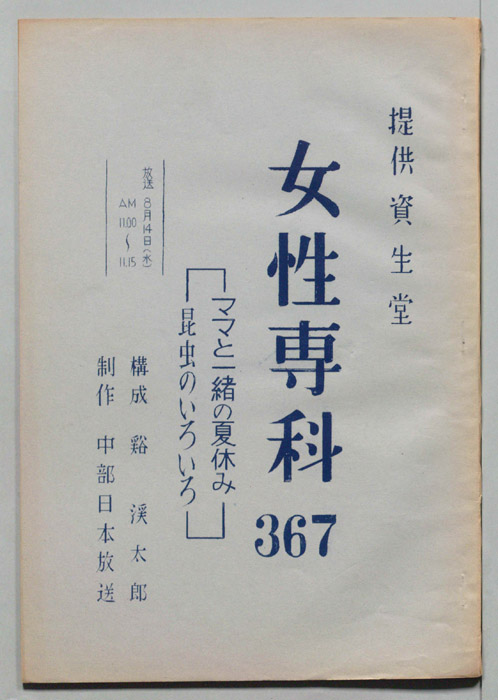 提供資生堂
女性専科
367
ママと一緒の夏休み
昆虫のいろいろ
放送 8月14日(水)
AM 11.00〜11.15
構成 谿 渓太郎
制作 中部日本放送